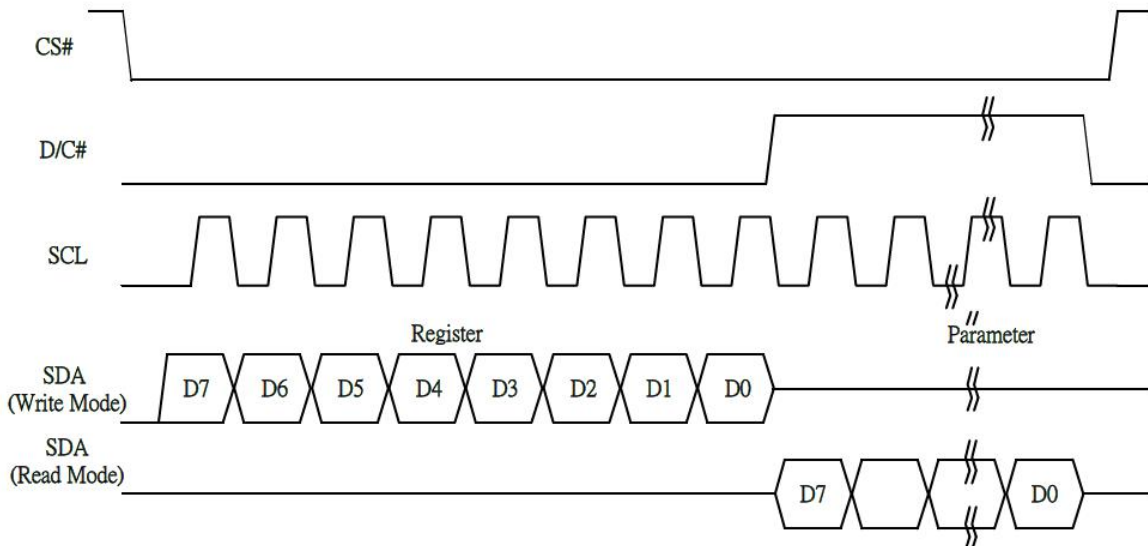 CS#
D/C#
SCL
Register Parameter
SDA
(Write Mode)
D7 D6 D5 D4 D3 D2 D1 D0
SDA
(Read Mode)
D7 D0